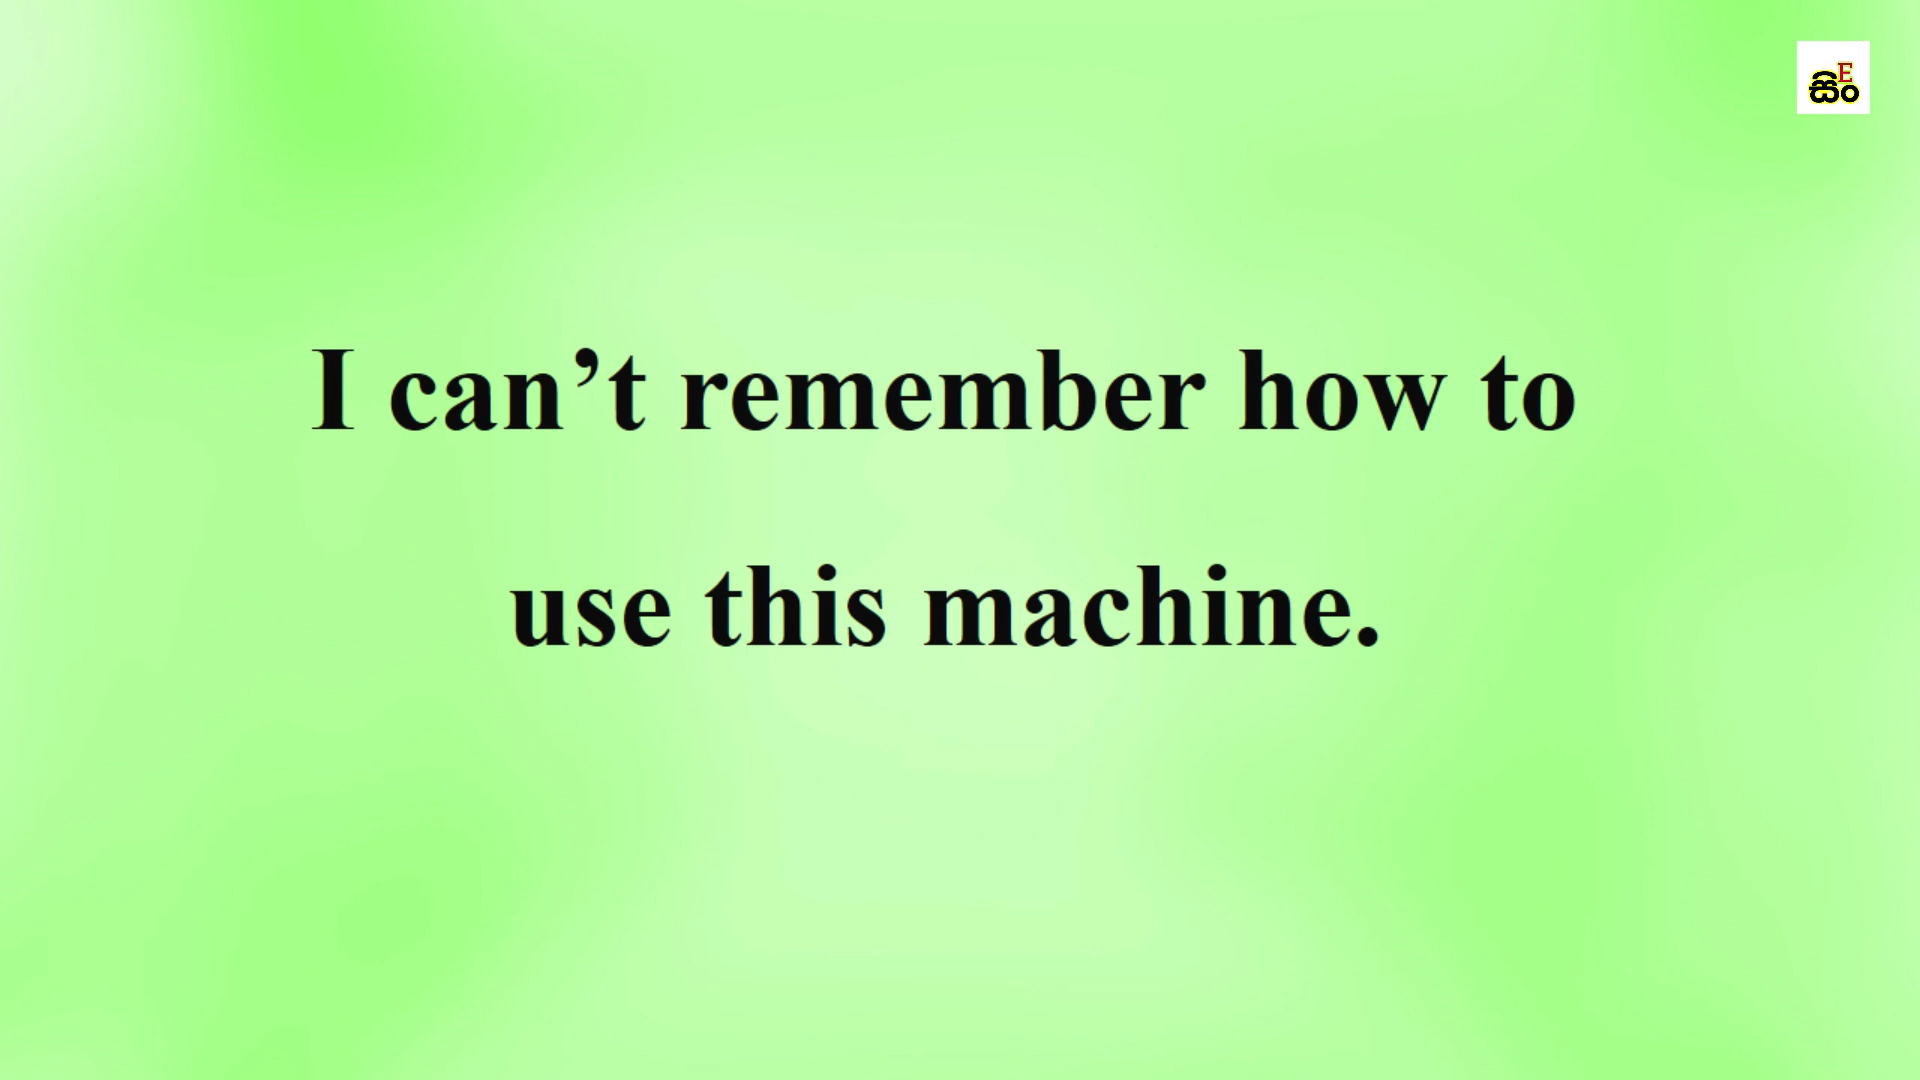 E
සිං
I can’t remember how to
use this machine.